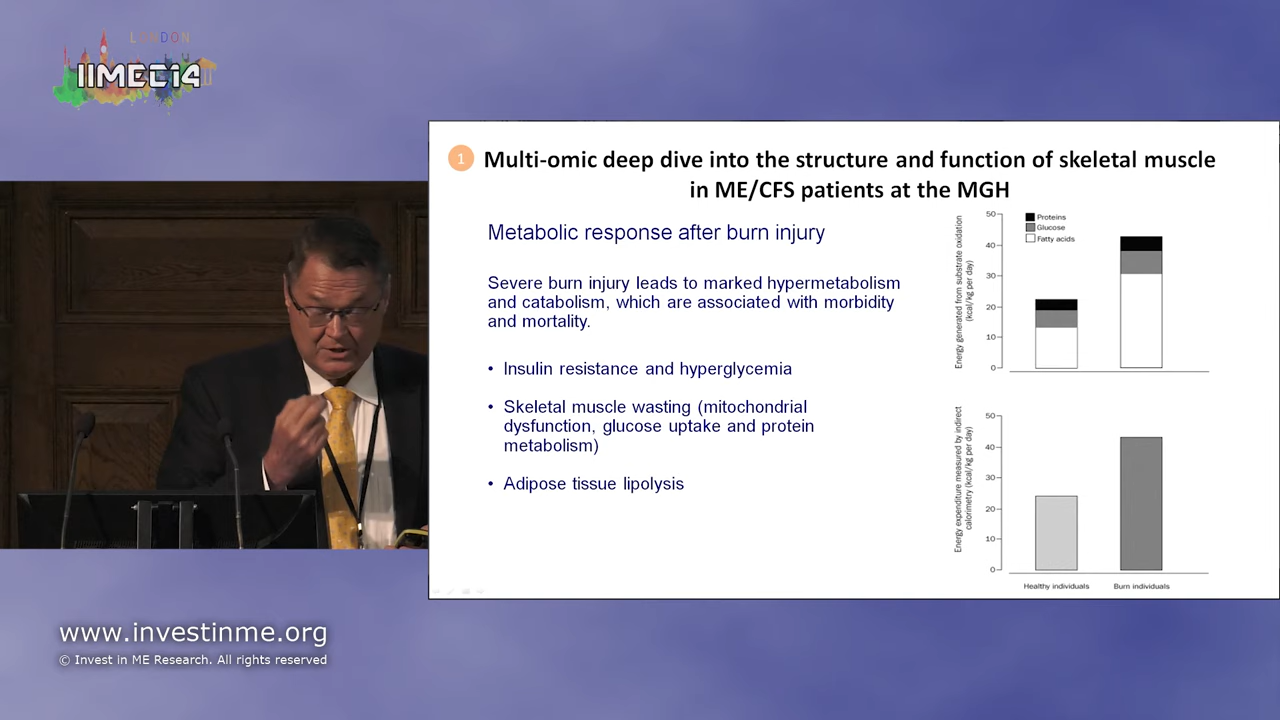 LONDON
IIMEC14
1
Multi-omic deep dive into the structure and function of skeletal muscle
in ME/CFS patients at the MGH
Metabolic response after burn injury
Severe burn injury leads to marked hypermetabolism
and catabolism, which are associated with morbidity
and mortality.
• Insulin resistance and hyperglycemia
• Skeletal muscle wasting (mitochondrial
dysfunction, glucose uptake and protein
metabolism)
• Adipose tissue lipolysis
Energy generated from substrate oxidation
(kcal/kg per day)
50
40
30
20
10
0
Proteins
Glucose
Fatty acids
Energy expenditure measured by indirect
calorimetry (kcal/kg per day)
50
40
30
20
10
0
Healthy individuals
Burn individuals
www.investinme.org
© Invest in ME Research. All rights reserved